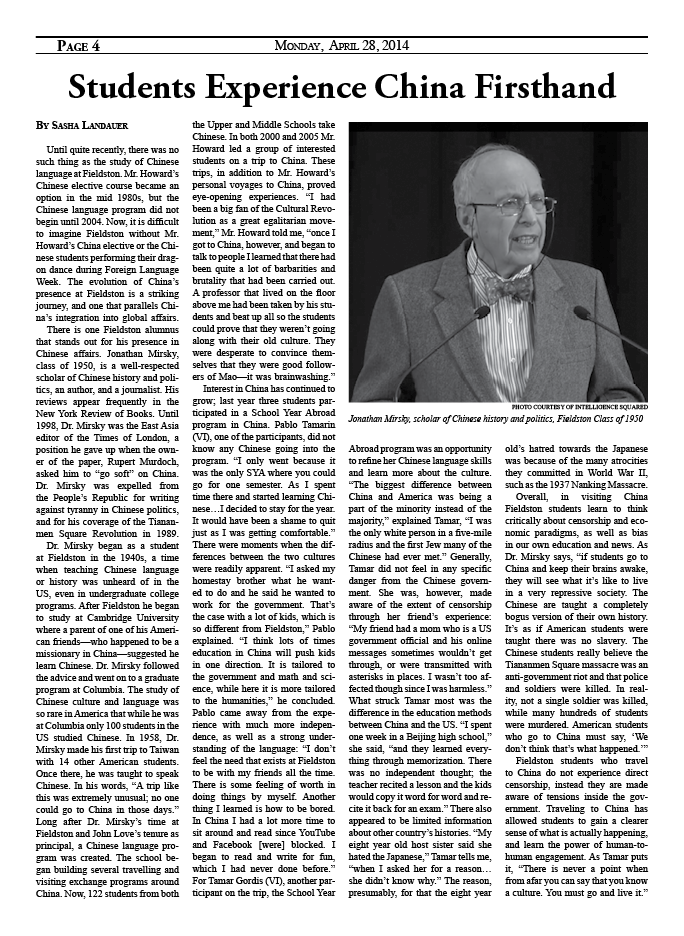 Page 4
Monday, April 28, 2014
Students Experience China Firsthand
By Sasha Landauer
Until quite recently, there was no
such thing as the study of Chinese
language at Fieldston. Mr. Howard's
Chinese elective course became an
option in the mid 1980s, but the
Chinese language program did not
begin until 2004. Now, it is difficult
to imagine Fieldston without Mr.
Howard's China elective or the Chi-
nese students performing their drag-
on dance during Foreign Language
Week. The evolution of China's
presence at Fieldston is a striking
journey, and one that parallels Chi-
na's integration into global affairs.
There is one Fieldston alumnus
that stands out for his presence in
Chinese affairs. Jonathan Mirsky,
class of 1950, is a well-respected
scholar of Chinese history and poli-
tics, an author, and a journalist. His
reviews appear frequently in the
New York Review of Books. Until
1998, Dr. Mirsky was the East Asia
editor of the Times of London, a
position he gave up when the own-
er of the paper, Rupert Murdoch,
asked him to “go soft” on China.
Dr. Mirsky was expelled from
the People's Republic for writing
against tyranny in Chinese politics,
and for his coverage of the Tianan-
men Square Revolution in 1989.
Dr. Mirsky began as a student
at Fieldston in the 1940s, a time
when teaching Chinese language
or history was unheard of in the
US, even in undergraduate college
programs. After Fieldston he began
to study at Cambridge University
where a parent of one of his Ameri-
can friends—who happened to be a
missionary in China—suggested he
learn Chinese. Dr. Mirsky followed
the advice and went on to a graduate
program at Columbia. The study of
Chinese culture and language was
so rare in America that while he was
at Columbia only 100 students in the
US studied Chinese. In 1958, Dr.
Mirsky made his first trip to Taiwan
with 14 other American students.
Once there, he was taught to speak
Chinese. In his words, “A trip like
this was extremely unusual; no one
could go to China in those days.”
Long after Dr. Mirsky's time at
Fieldston and John Love's tenure as
principal, a Chinese language pro-
gram was created. The school be-
gan building several travelling and
visiting exchange programs around
China. Now, 122 students from both
the Upper and Middle Schools take
Chinese. In both 2000 and 2005 Mr.
Howard led a group of interested
students on a trip to China. These
trips, in addition to Mr. Howard's
personal voyages to China, proved
eye-opening experiences. “I had
been a big fan of the Cultural Revo-
lution as a great egalitarian move-
ment,” Mr. Howard told me, “once I
got to China, however, and began to
talk to people I learned that there had
been quite a lot of barbarities and
brutality that had been carried out.
A professor that lived on the floor
above me had been taken by his stu-
dents and beat up all so the students
could prove that they weren't going
along with their old culture. They
were desperate to convince them-
selves that they were good follow-
ers of Mao—it was brainwashing.”
Interest in China has continued to
grow; last year three students par-
ticipated in a School Year Abroad
program in China. Pablo Tamarin
(VI), one of the participants, did not
know any Chinese going into the
program. “I only went because it
was the only SYA where you could
go for one semester. As I spent
time there and started learning Chi-
nese…I decided to stay for the year.
It would have been a shame to quit
just as I was getting comfortable.”
There were moments when the dif-
ferences between the two cultures
were readily apparent. “I asked my
homestay brother what he want-
ed to do and he said he wanted to
work for the government. That's
the case with a lot of kids, which is
so different from Fieldston,” Pablo
explained. “I think lots of times
education in China will push kids
in one direction. It is tailored to
the government and math and sci-
ence, while here it is more tailored
to the humanities,” he concluded.
Pablo came away from the expe-
rience with much more indepen-
dence, as well as a strong under-
standing of the language: “I don't
feel the need that exists at Fieldston
to be with my friends all the time.
There is some feeling of worth in
doing things by myself. Another
thing I learned is how to be bored.
In China I had a lot more time to
sit around and read since YouTube
and Facebook [were] blocked. I
began to read and write for fun,
which I had never done before.”
For Tamar Gordis (VI), another par-
ticipant on the trip, the School Year
PHOTO COURTESY OF INTELLIGENCE SQUARED
Jonathan Mirsky, scholar of Chinese history and politics, Fieldston Class of 1950
Abroad program was an opportunity
to refine her Chinese language skills
and learn more about the culture.
“The biggest difference between
China and America was being a
part of the minority instead of the
majority,” explained Tamar, “I was
the only white person in a five-mile
radius and the first Jew many of the
Chinese had ever met.” Generally,
Tamar did not feel in any specific
danger from the Chinese govern-
ment. She was, however, made
aware of the extent of censorship
through her friend's experience:
“My friend had a mom who is a US
government official and his online
messages sometimes wouldn't get
through, or were transmitted with
asterisks in places. I wasn't too af-
fected though since I was harmless.”
What struck Tamar most was the
difference in the education methods
between China and the US. “I spent
one week in a Beijing high school,”
she said, “and they learned every-
thing through memorization. There
was no independent thought; the
teacher recited a lesson and the kids
would copy it word for word and re-
cite it back for an exam.” There also
appeared to be limited information
about other country's histories. “My
eight year old host sister said she
hated the Japanese,” Tamar tells me,
“when I asked her for a reason…
she didn't know why.” The reason,
presumably, for that the eight year
old's hatred towards the Japanese
was because of the many atrocities
they committed in World War II,
such as the 1937 Nanking Massacre.
Overall, in visiting China
Fieldston students learn to think
critically about censorship and eco-
nomic paradigms, as well as bias
in our own education and news. As
Dr. Mirsky says, “if students go to
China and keep their brains awake,
they will see what it's like to live
in a very repressive society. The
Chinese are taught a completely
bogus version of their own history.
It's as if American students were
taught there was no slavery. The
Chinese students really believe the
Tiananmen Square massacre was an
anti-government riot and that police
and soldiers were killed. In real-
ity, not a single soldier was killed,
while many hundreds of students
were murdered. American students
who go to China must say, ‘We
don't think that's what happened.’”
Fieldston students who travel
to China do not experience direct
censorship, instead they are made
aware of tensions inside the gov-
ernment. Traveling to China has
allowed students to gain a clearer
sense of what is actually happening,
and learn the power of human-to-
human engagement. As Tamar puts
it, “There is never a point when
from afar you can say that you know
a culture. You must go and live it.”